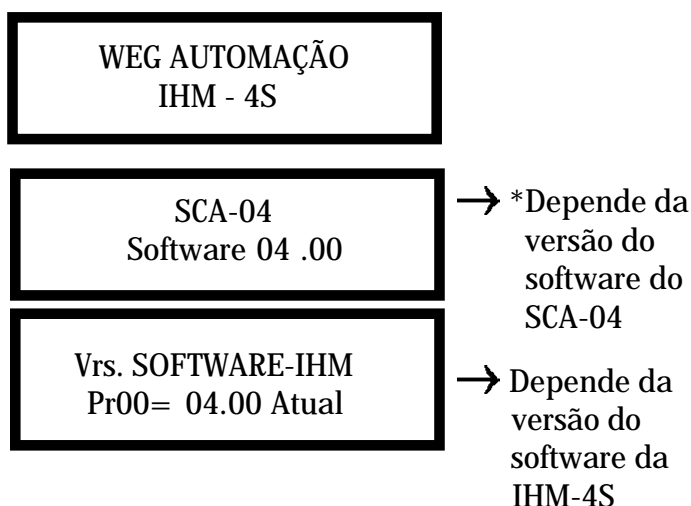 WEG AUTOMAÇÃO
IHM - 4S
SCA-04
Software 04 .00
*Depende da
versão do
software do
SCA-04
Vrs. SOFTWARE-IHM
Pr00= 04.00 Atual
Depende da
versão do
software da
IHM-4S